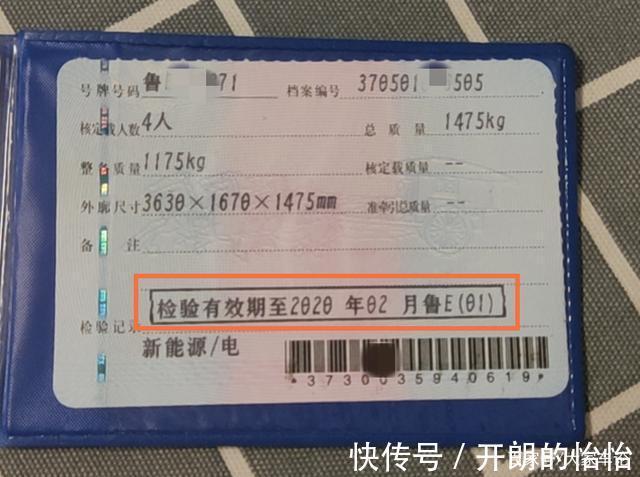 号牌号码 鲁 71 档案编号 370501 505
核定载人数 4人 总质量 1475kg
整备质量 1175kg 核定载质量 --
外廓尺寸 3630×1670×1475mm 准牵引总质量 --
备注
检验有效期至2020 年02 月鲁E(01)
检验记录
新能源/电
*37300035940619*
快传号/开朗的怡怡